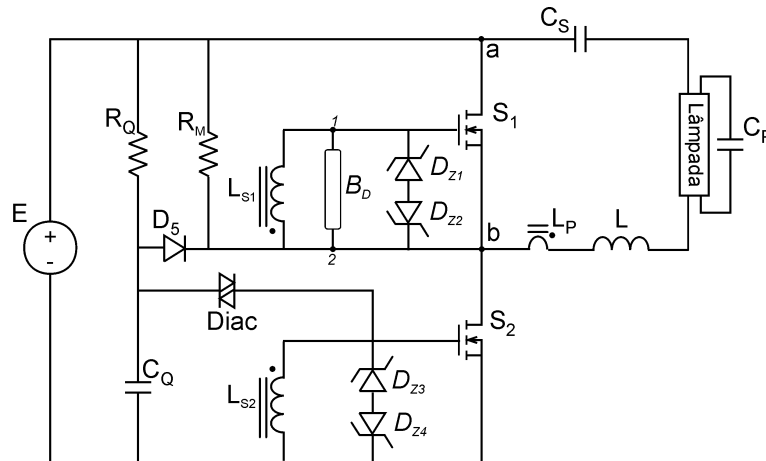 C_S
a
S_1
R_Q
R_M
1
Lâmpada
C_P
D_Z1
L_S1
B_D
E
+
-
D_5
D_Z2
b
L_P
L
2
Diac
S_2
C_Q
L_S2
D_Z3
D_Z4